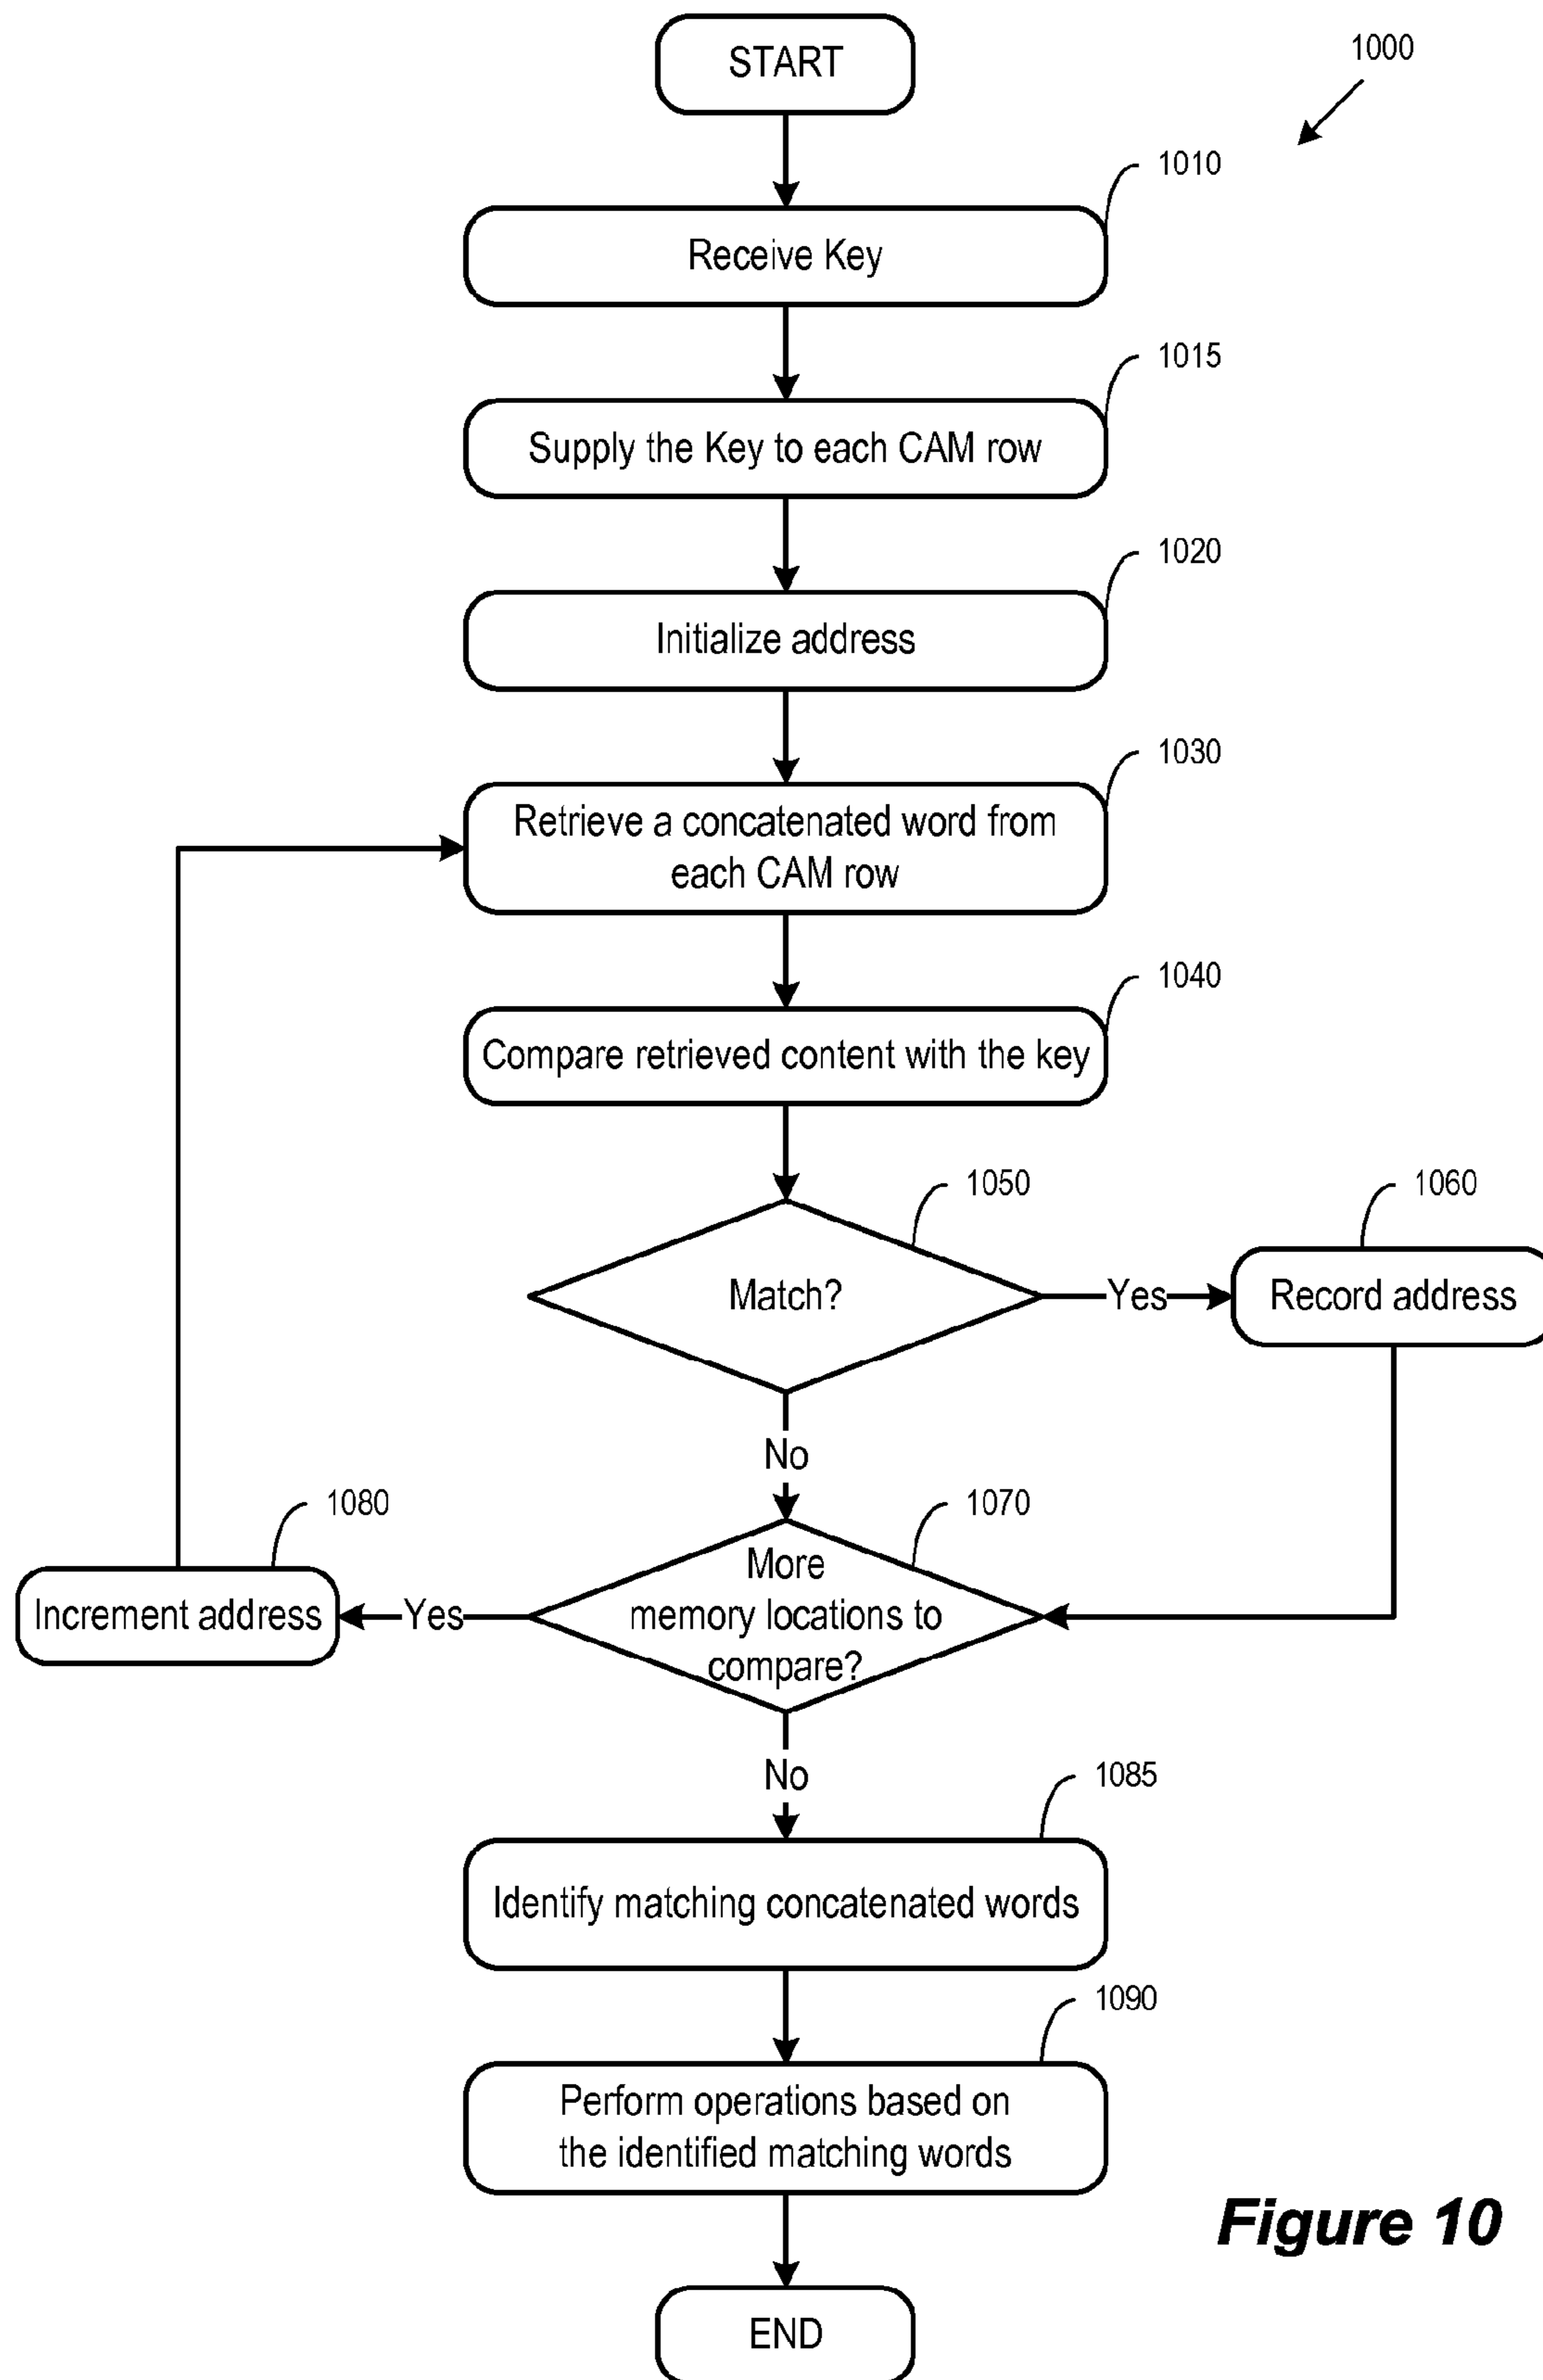 START
1000
1010
Receive Key
1015
Supply the Key to each CAM row
1020
Initialize address
1030
Retrieve a concatenated word from
each CAM row
1040
Compare retrieved content with the key
1050
Match?
Yes
1060
Record address
No
1070
More
memory locations to
compare?
Yes
1080
Increment address
No
1085
Identify matching concatenated words
1090
Perform operations based on
the identified matching words
Figure 10
END